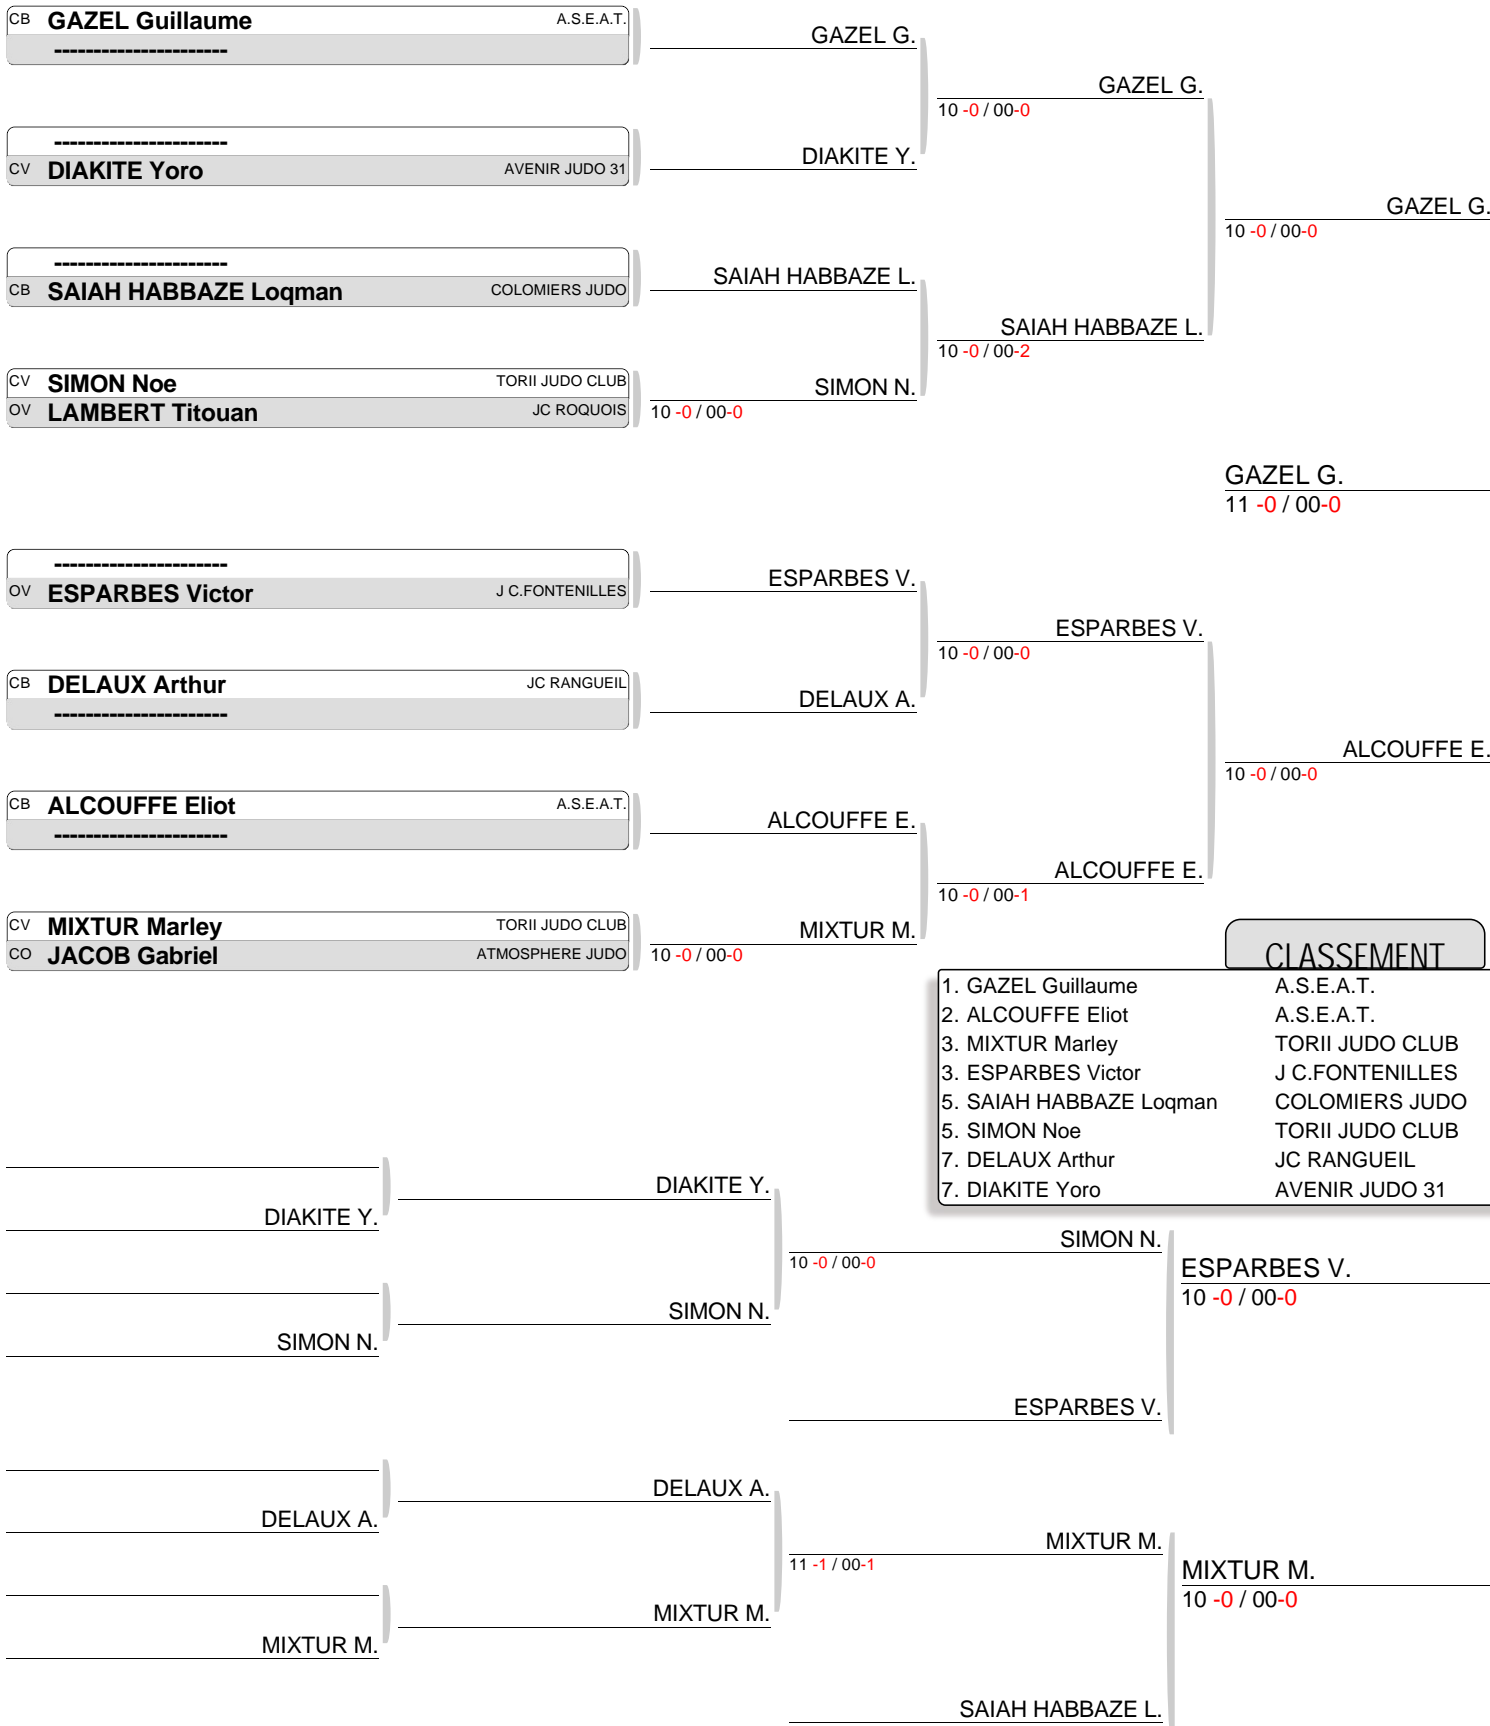 CB GAZEL Guillaume A.S.E.A.T.
----------------------
GAZEL G.
GAZEL G.
10 -0 / 00-0
----------------------
CV DIAKITE Yoro AVENIR JUDO 31
DIAKITE Y.
GAZEL G.
10 -0 / 00-0
----------------------
CB SAIAH HABBAZE Loqman COLOMIERS JUDO
SAIAH HABBAZE L.
SAIAH HABBAZE L.
10 -0 / 00-2
CV SIMON Noe TORII JUDO CLUB
OV LAMBERT Titouan JC ROQUOIS
SIMON N.
10 -0 / 00-0
GAZEL G.
11 -0 / 00-0
----------------------
OV ESPARBES Victor J C.FONTENILLES
ESPARBES V.
ESPARBES V.
10 -0 / 00-0
CB DELAUX Arthur JC RANGUEIL
----------------------
DELAUX A.
ALCOUFFE E.
10 -0 / 00-0
CB ALCOUFFE Eliot A.S.E.A.T.
----------------------
ALCOUFFE E.
ALCOUFFE E.
10 -0 / 00-1
CV MIXTUR Marley TORII JUDO CLUB
CO JACOB Gabriel ATMOSPHERE JUDO
MIXTUR M.
10 -0 / 00-0
CLASSEMENT
1. GAZEL Guillaume A.S.E.A.T.
2. ALCOUFFE Eliot A.S.E.A.T.
3. MIXTUR Marley TORII JUDO CLUB
3. ESPARBES Victor J C.FONTENILLES
5. SAIAH HABBAZE Loqman COLOMIERS JUDO
5. SIMON Noe TORII JUDO CLUB
7. DELAUX Arthur JC RANGUEIL
7. DIAKITE Yoro AVENIR JUDO 31
DIAKITE Y.
DIAKITE Y.
SIMON N.
10 -0 / 00-0
ESPARBES V.
10 -0 / 00-0
SIMON N.
SIMON N.
ESPARBES V.
DELAUX A.
DELAUX A.
MIXTUR M.
11 -1 / 00-1
MIXTUR M.
10 -0 / 00-0
MIXTUR M.
MIXTUR M.
SAIAH HABBAZE L.